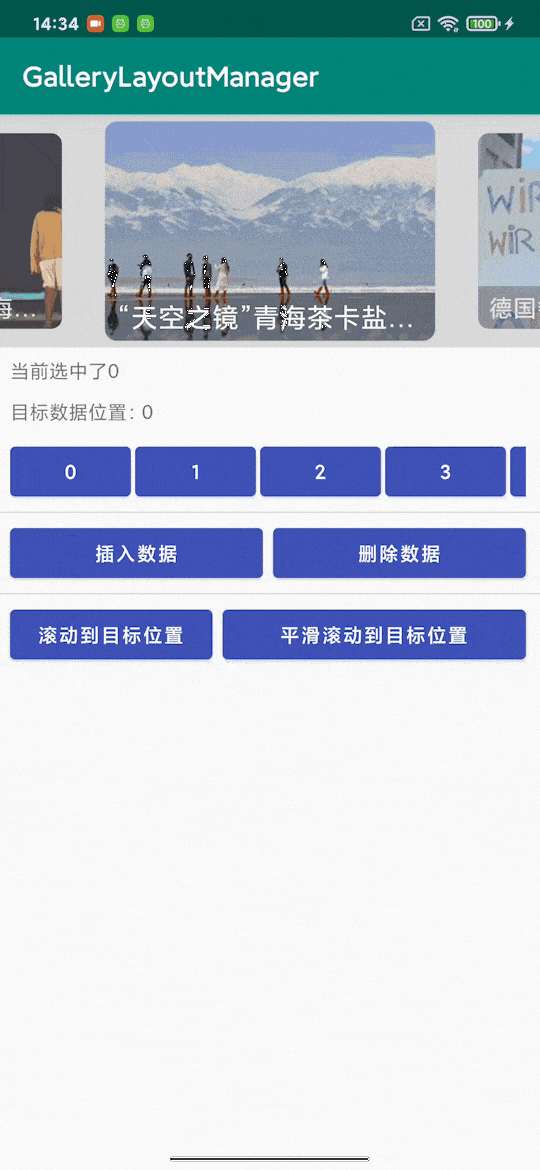 14:34
100
GalleryLayoutManager
WIR
WIR
海...
“天空之镜”青海茶卡盐...
德国
当前选中了0
目标数据位置: 0
0 1 2 3
插入数据 删除数据
滚动到目标位置 平滑滚动到目标位置